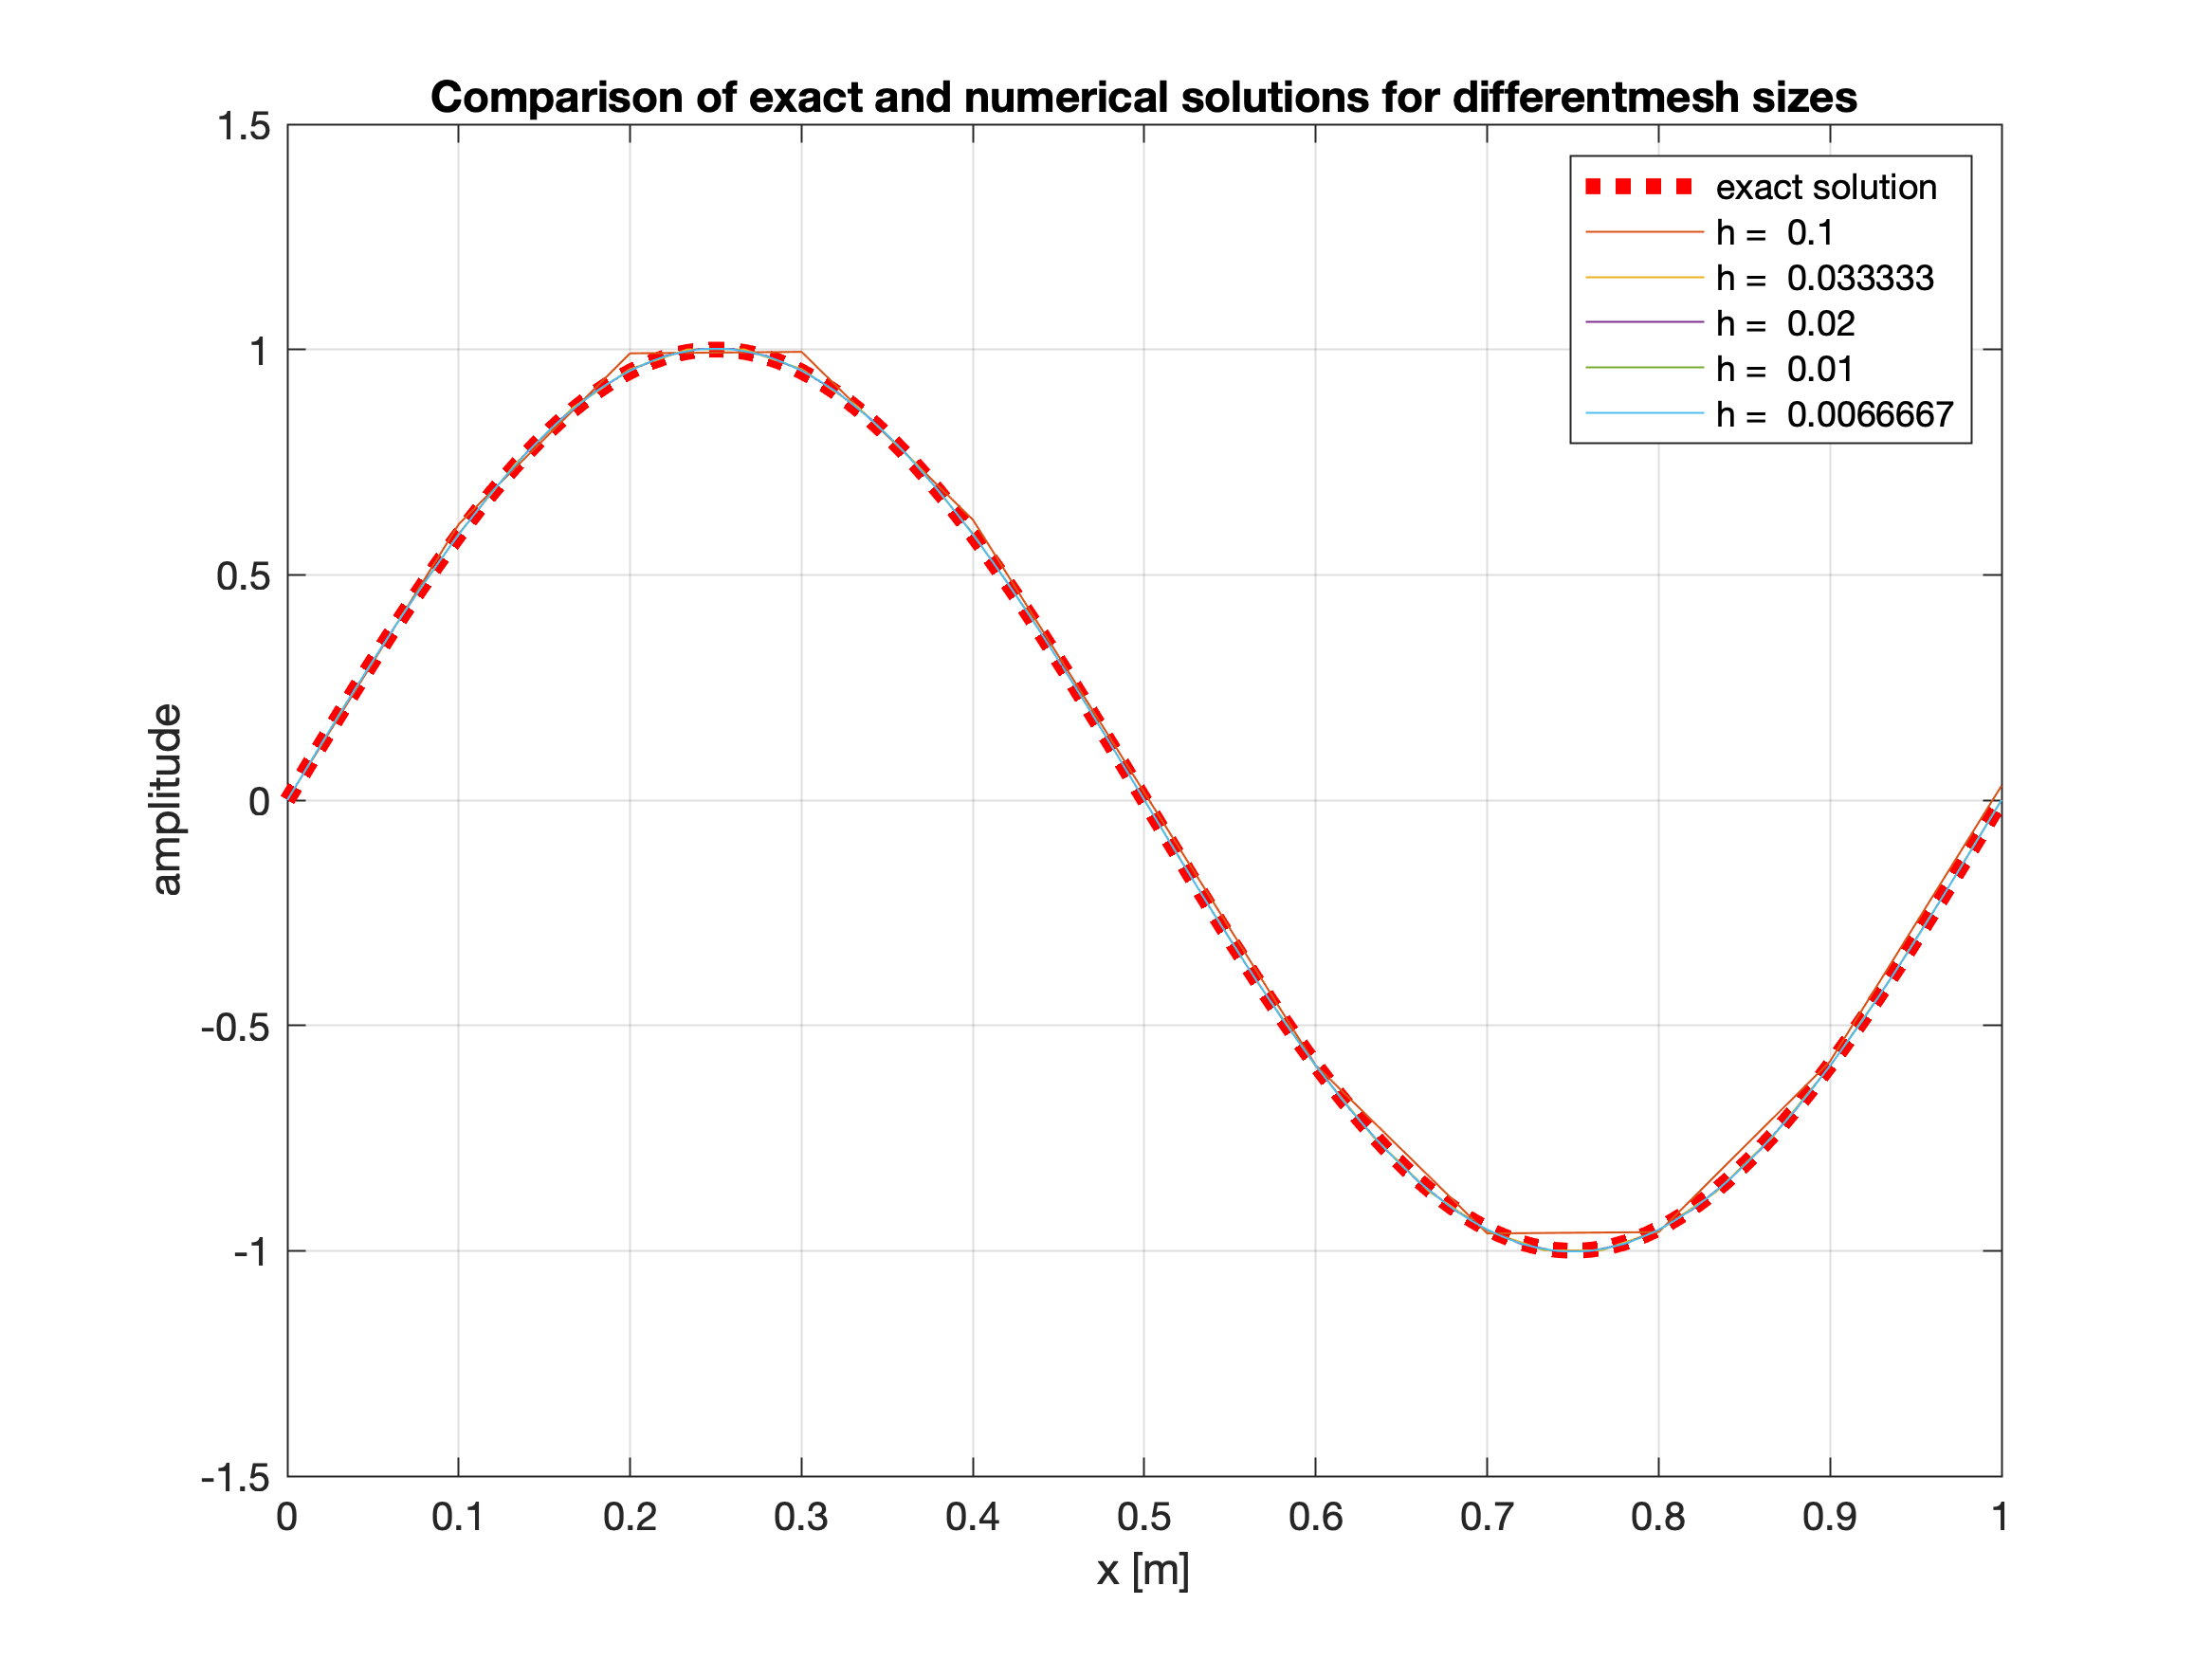 Comparison of exact and numerical solutions for differentmesh sizes
1.5
1
0.5
0
-0.5
-1
-1.5
amplitude
exact solution
h =  0.1
h =  0.033333
h =  0.02
h =  0.01
h =  0.0066667
0 0.1 0.2 0.3 0.4 0.5 0.6 0.7 0.8 0.9 1
x [m]